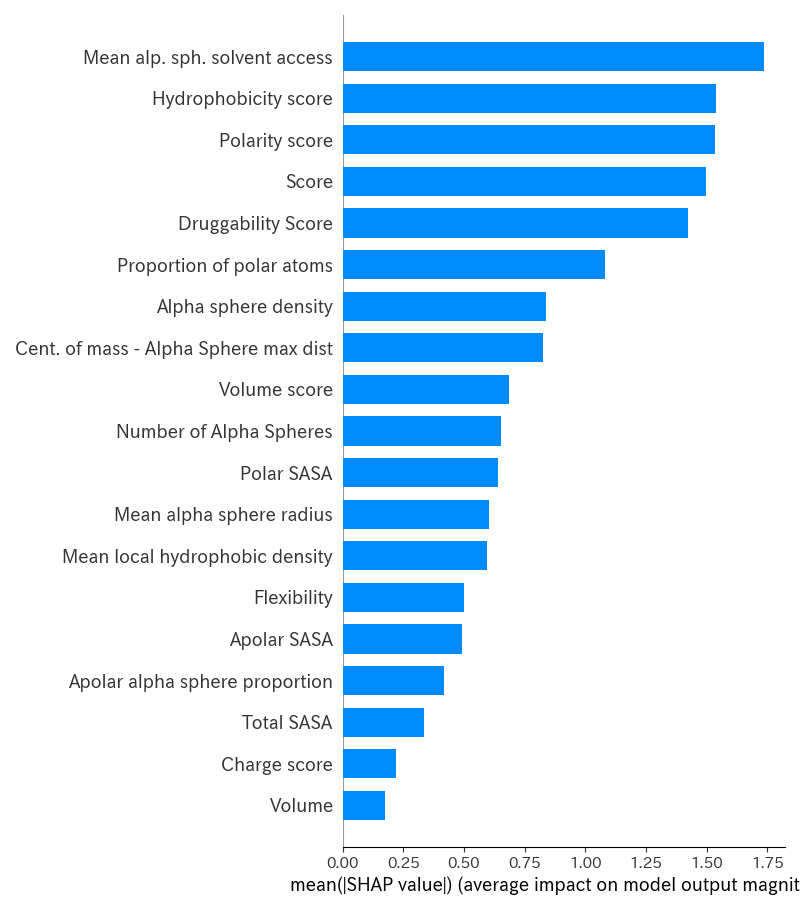 Mean alp. sph. solvent access
Hydrophobicity score
Polarity score
Score
Druggability Score
Proportion of polar atoms
Alpha sphere density
Cent. of mass - Alpha Sphere max dist
Volume score
Number of Alpha Spheres
Polar SASA
Mean alpha sphere radius
Mean local hydrophobic density
Flexibility
Apolar SASA
Apolar alpha sphere proportion
Total SASA
Charge score
Volume
0.00 0.25 0.50 0.75 1.00 1.25 1.50 1.75
mean(|SHAP value|) (average impact on model output magnit